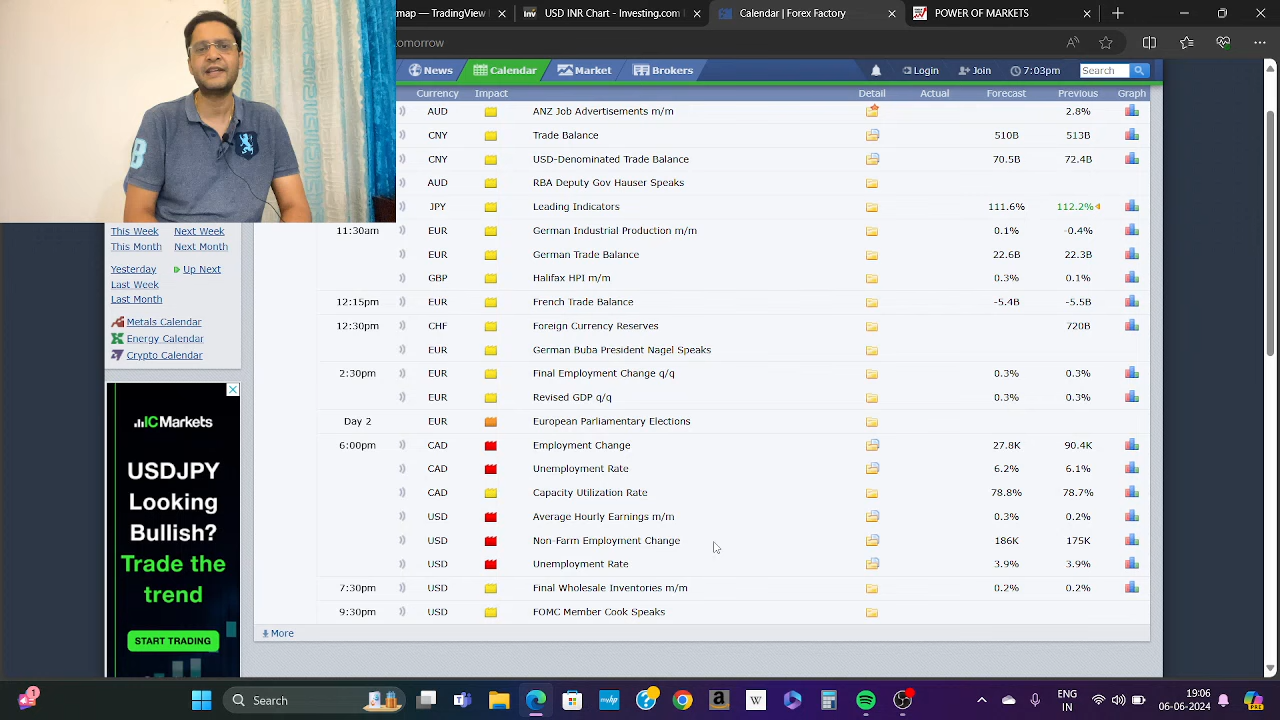 map — TradingView
USD INR Chart
Calendar | Forex Factory
POWER OF MARKETS
omorrow
News Calendar Market Brokers Login Join 7:03pm Search
Currency Impact Detail Actual Forecast Previous Graph
AUD ANZ Job Advertisements m/m 2.8%
CNY Trade Balance 510B 513B
CNY USD-Denominated Trade Balance 70.3B 72.4B
AUD RBA Deputy Gov Hauser Speaks
JPY Leading Indicators 111.6% 112.2%
11:30am EUR German Industrial Production m/m 0.1% -0.4%
EUR German Trade Balance 22.6B 22.3B
GBP Halifax HPI m/m 0.3% 0.1%
12:15pm EUR French Trade Balance -5.4B -5.5B
12:30pm CHF Foreign Currency Reserves 720B
EUR German Buba President Nagel Speaks
2:30pm EUR Final Employment Change q/q 0.3% 0.3%
EUR Revised GDP q/q 0.3% 0.3%
Day 2 EUR European Parliamentary Elections
6:00pm CAD Employment Change 27.8K 90.4K
CAD Unemployment Rate 6.2% 6.1%
CAD Capacity Utilization Rate 78.8% 78.7%
USD Average Hourly Earnings m/m 0.3% 0.2%
USD Non-Farm Employment Change 186K 175K
USD Unemployment Rate 3.9% 3.9%
7:30pm USD Final Wholesale Inventories m/m 0.2% 0.2%
9:30pm USD FOMC Member Cook Speaks
More
This Week Next Week
This Month Next Month
Yesterday Up Next
Last Week
Last Month
Metals Calendar
Energy Calendar
Crypto Calendar
ICMarkets
USDJPY
Looking
Bullish?
Trade the
trend
START TRADING
1
Search
ENG
IN
19:06